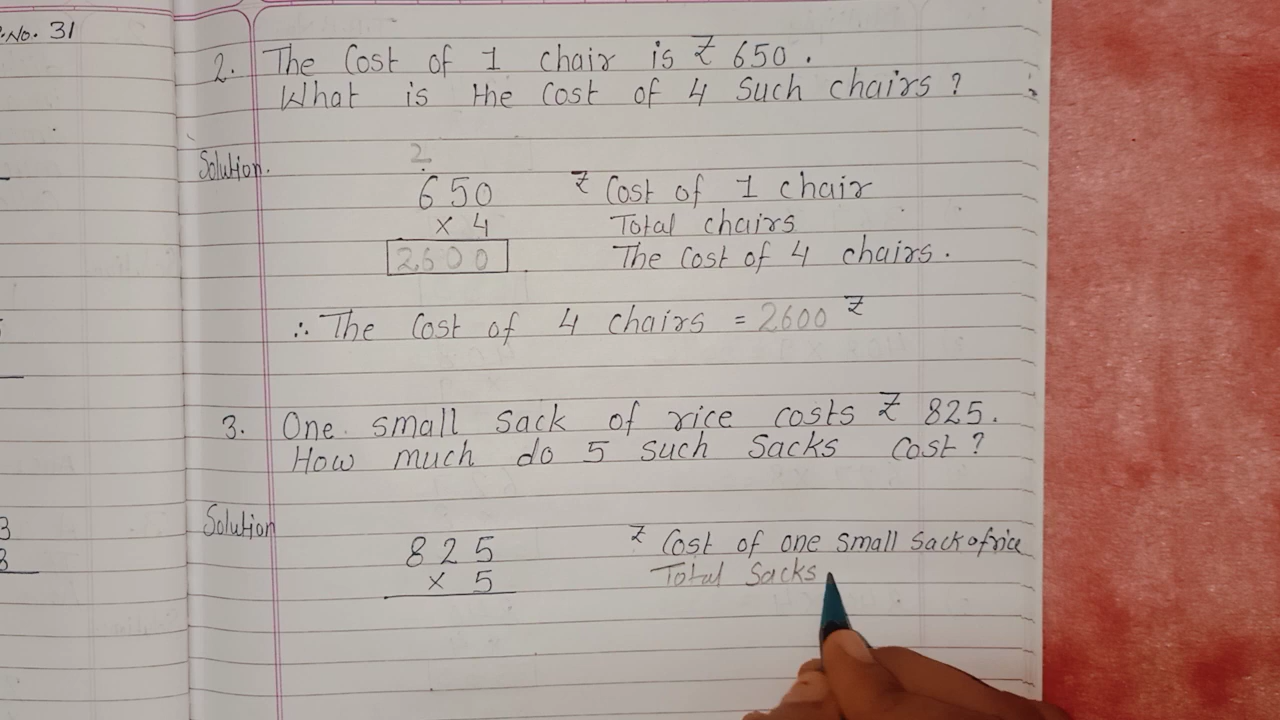 No. 31
2. The Cost of 1 chair is ₹ 650.
What is the cost of 4 Such chairs?
Solution.
2
650 ₹ Cost of 1 chair
× 4 Total chairs
2600 The Cost of 4 chairs.
∴ The Cost of 4 chairs = 2600 ₹
3. One small sack of rice costs ₹ 825.
How much do 5 such Sacks cost?
Solution
825 ₹ Cost of one small sack of rice
× 5 Total Sacks
3